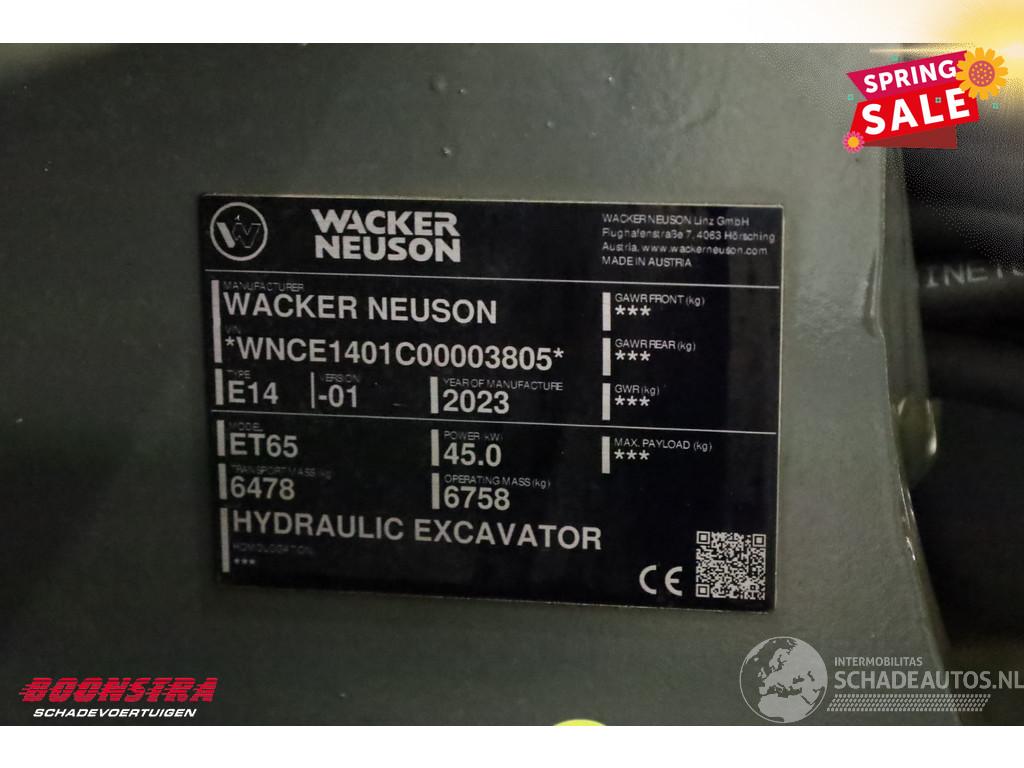 SPRING
SALE
WACKER
NEUSON
WACKER NEUSON Linz GmbH
Flughafenstraße 7, 4063 Hörsching
Austria, www.wackerneuson.com
MADE IN AUSTRIA
MANUFACTURER
WACKER NEUSON
VIN
*WNCE1401C00003805*
TYPE VERSION YEAR OF MANUFACTURE
E14 -01 2023
MODEL POWER (kW)
ET65 45.0
TRANSPORT MASS (kg) OPERATING MASS (kg)
6478 6758
HYDRAULIC EXCAVATOR
HOMOLOGATION
***
GAWR FRONT (kg)
***
GAWR REAR (kg)
***
GWR (kg)
***
MAX. PAYLOAD (kg)
***
CE
BOONSTRA
SCHADEVOERTUIGEN
INTERMOBILITAS
SCHADEAUTOS.NL